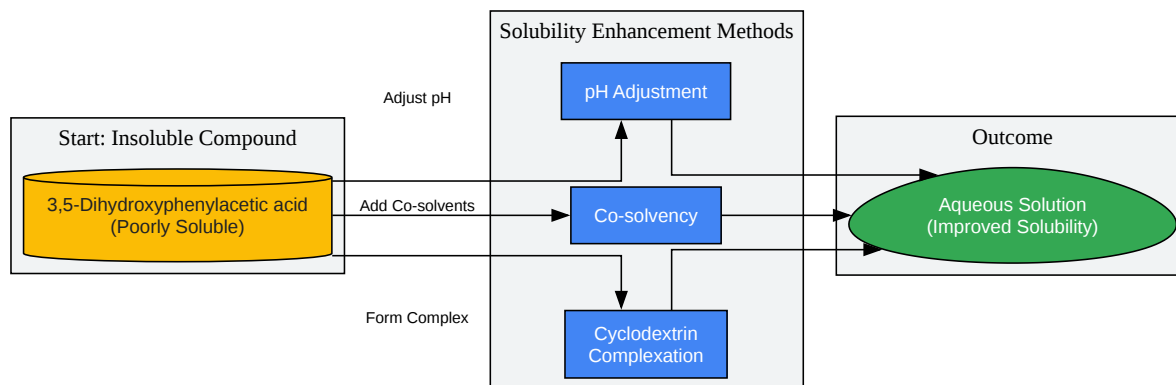 Solubility Enhancement Methods
Adjust pH
pH Adjustment
Start: Insoluble Compound
Outcome
3,5-Dihydroxyphenylacetic acid
(Poorly Soluble)
Add Co-solvents
Co-solvency
Aqueous Solution
(Improved Solubility)
Form Complex
Cyclodextrin
Complexation